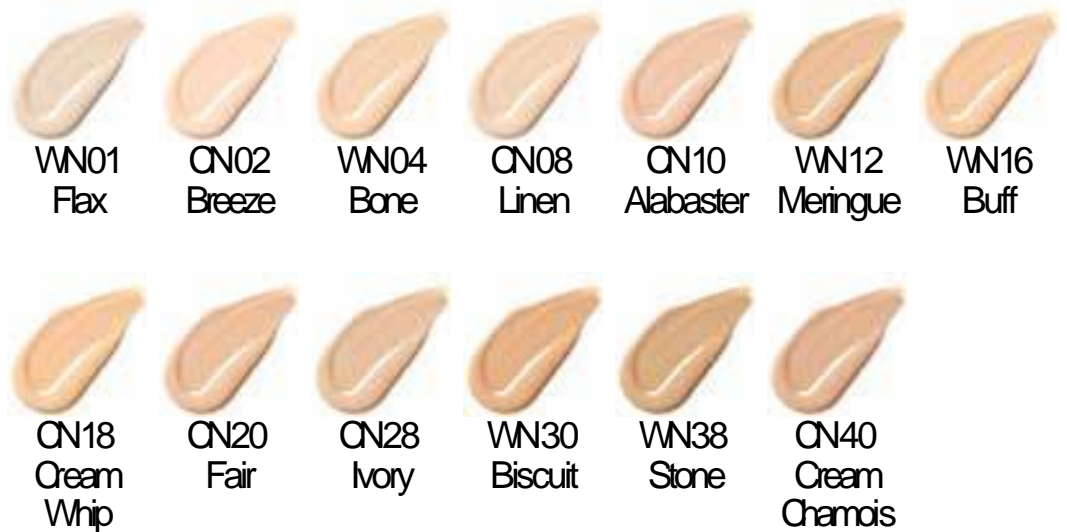 WN01 CN02 WN04 CN08 CN10 WN12 WN16
Flax Breeze Bone Linen Alabaster Meringue Buff
CN18 CN20 CN28 WN30 WN38 CN40
Cream Fair Ivory Biscuit Stone Cream
Whip Chamois